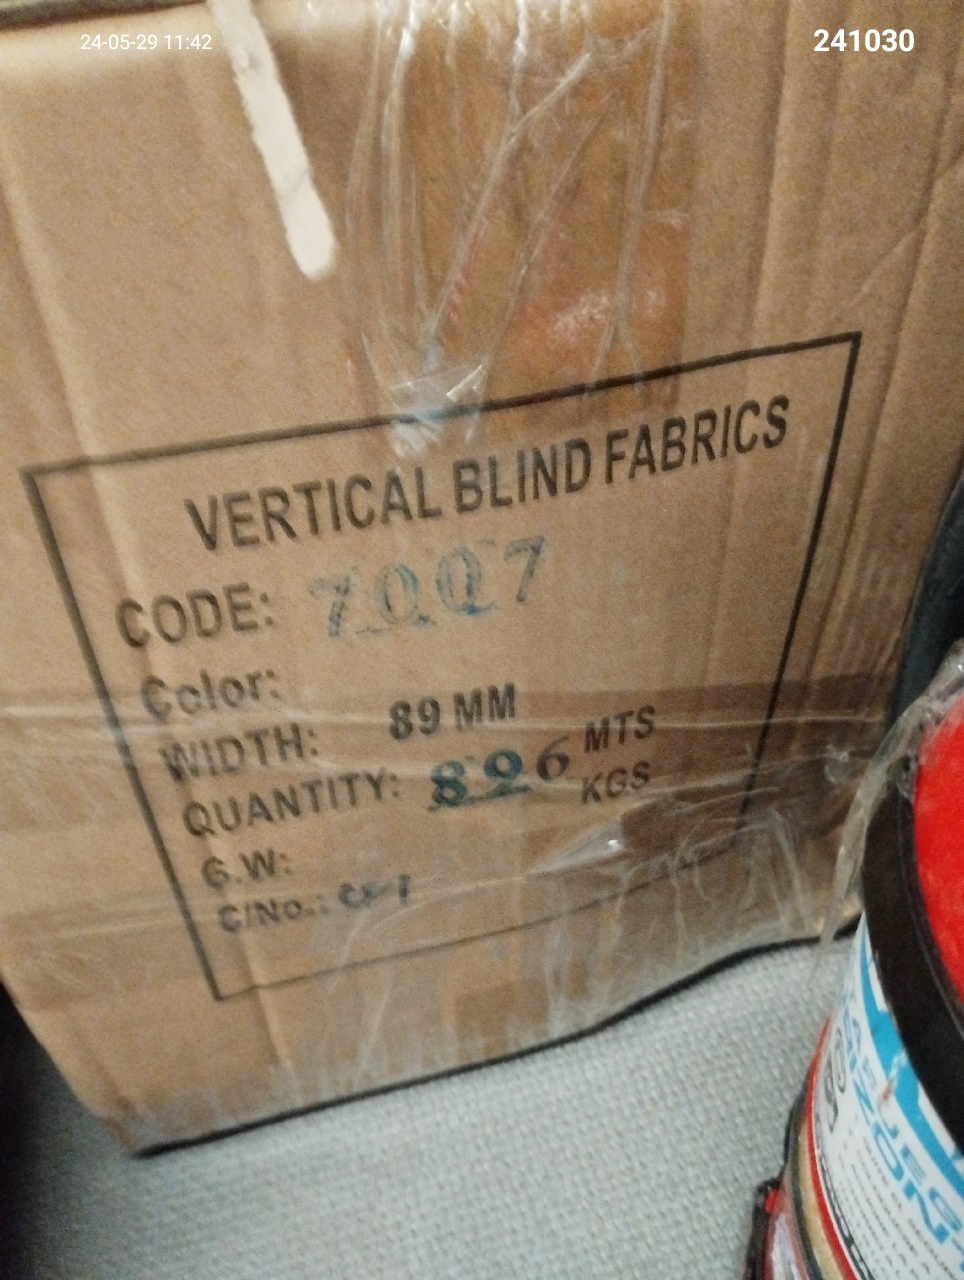 24-05-29 11:42
241030
VERTICAL BLIND FABRICS
CODE: 7007
Color:
WIDTH: 89 MM
QUANTITY: 896 MTS
KGS
G.W:
C/No.: